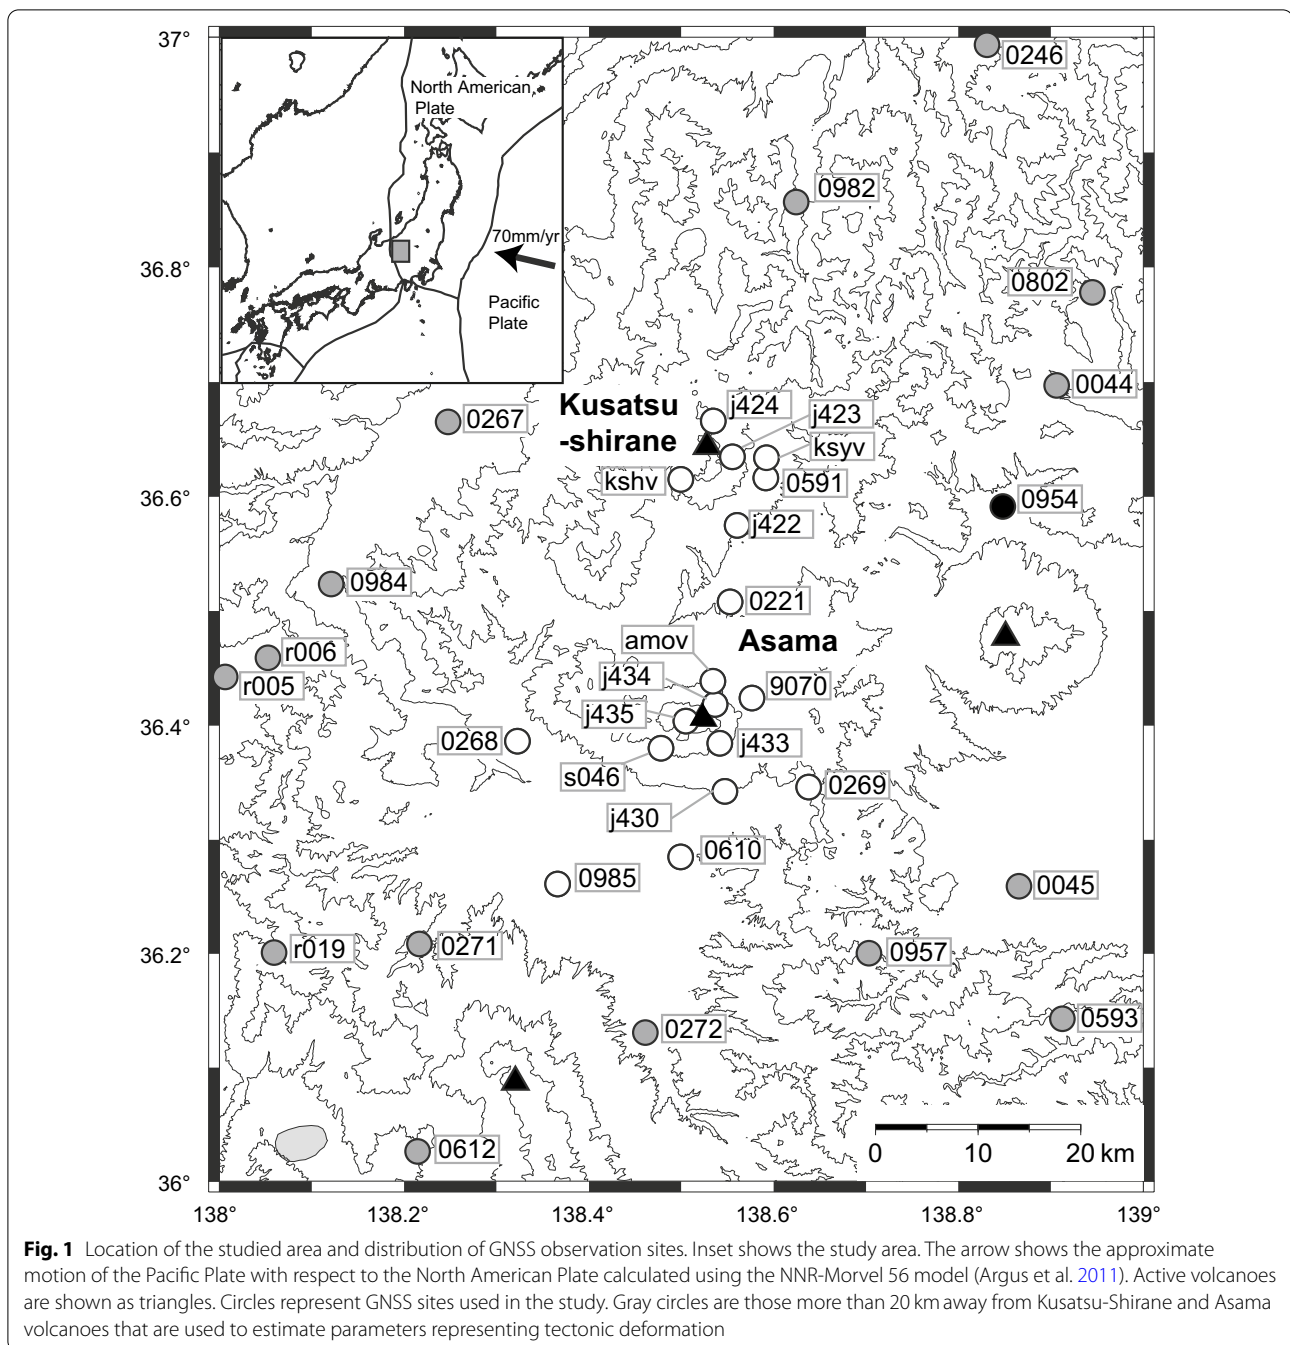 37°
0246
North American
Plate
0982
36.8°
70mm/yr
0802
Pacific
Plate
0044
Kusatsu
-shirane
j424
j423
0267
ksyv
kshv
0591
36.6°
0954
j422
0984
0221
amov
Asama
r006
j434
9070
r005
j435
36.4°
0268
j433
s046
0269
j430
0610
0985
0045
r019
0271
0957
36.2°
0593
0272
0612
0 10 20 km
36°
138° 138.2° 138.4° 138.6° 138.8° 139°
Fig. 1 Location of the studied area and distribution of GNSS observation sites. Inset shows the study area. The arrow shows the approximate
motion of the Pacific Plate with respect to the North American Plate calculated using the NNR-Morvel 56 model (Argus et al. 2011). Active volcanoes
are shown as triangles. Circles represent GNSS sites used in the study. Gray circles are those more than 20 km away from Kusatsu-Shirane and Asama
volcanoes that are used to estimate parameters representing tectonic deformation